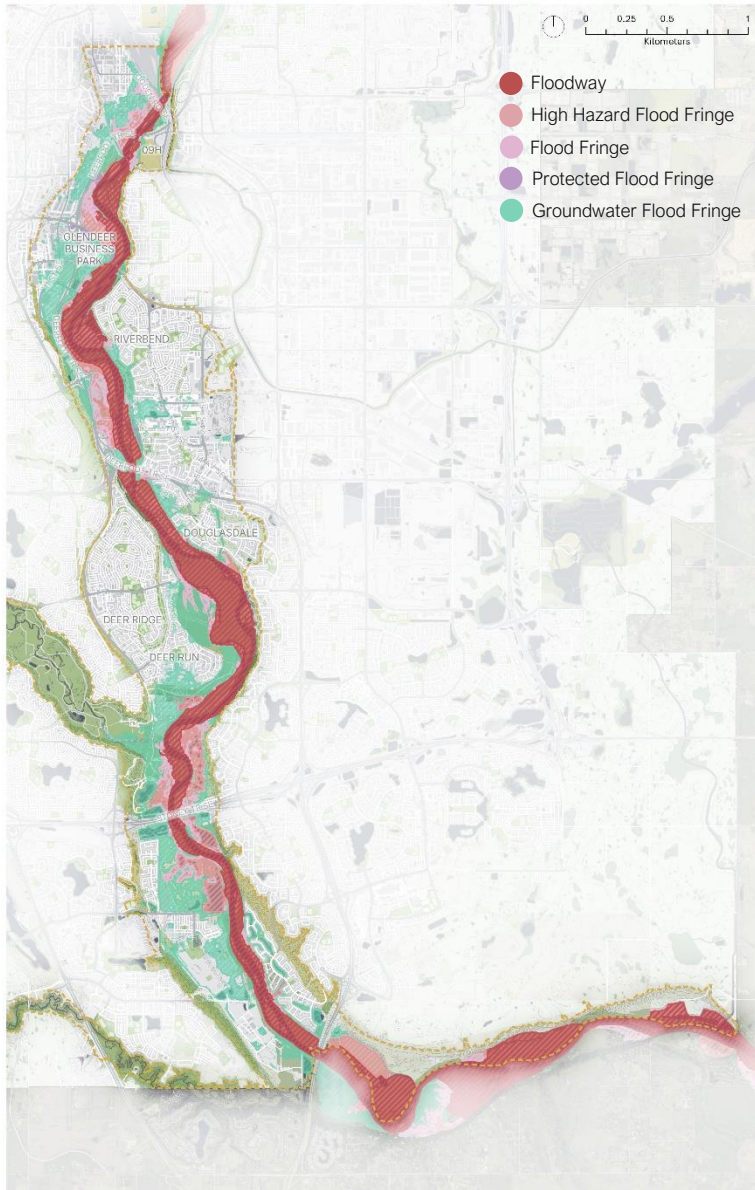 0 0.25 0.5 1
Kilometers
Floodway
High Hazard Flood Fringe
Flood Fringe
Protected Flood Fringe
Groundwater Flood Fringe
09H
GLENDEER
BUSINESS
PARK
RIVERBEND
DOUGLASDALE
DEER RIDGE
DEER RUN